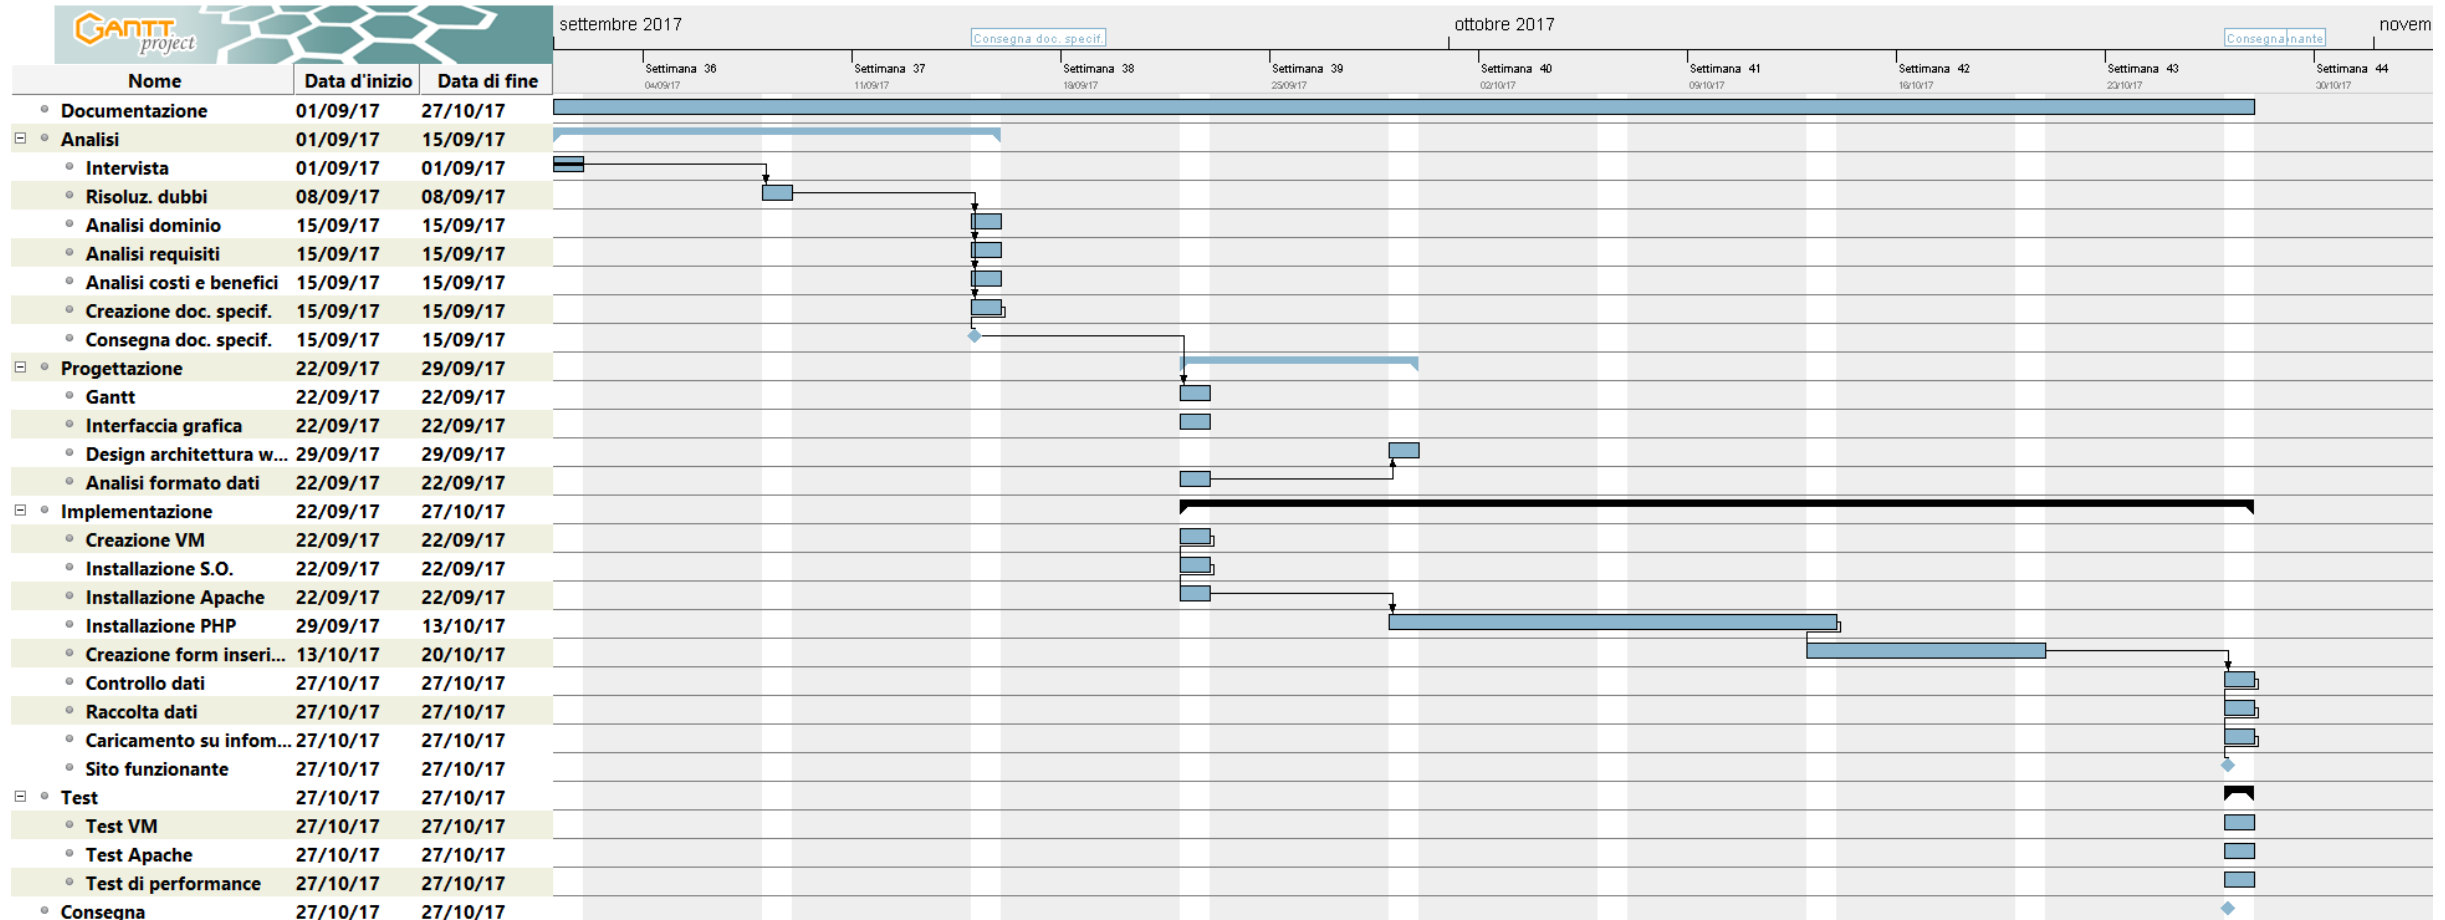 GANTT
project
settembre 2017
ottobre 2017
novem
Consegna doc. specif.
Consegna
nante
Settimana 36
Settimana 37
Settimana 38
Settimana 39
Settimana 40
Settimana 41
Settimana 42
Settimana 43
Settimana 44
04/09/17
11/09/17
18/09/17
25/09/17
02/10/17
09/10/17
16/10/17
23/10/17
30/10/17
Nome Data d'inizio Data di fine
Documentazione 01/09/17 27/10/17
Analisi 01/09/17 15/09/17
Intervista 01/09/17 01/09/17
Risoluz. dubbi 08/09/17 08/09/17
Analisi dominio 15/09/17 15/09/17
Analisi requisiti 15/09/17 15/09/17
Analisi costi e benefici 15/09/17 15/09/17
Creazione doc. specif. 15/09/17 15/09/17
Consegna doc. specif. 15/09/17 15/09/17
Progettazione 22/09/17 29/09/17
Gantt 22/09/17 22/09/17
Interfaccia grafica 22/09/17 22/09/17
Design architettura w... 29/09/17 29/09/17
Analisi formato dati 22/09/17 22/09/17
Implementazione 22/09/17 27/10/17
Creazione VM 22/09/17 22/09/17
Installazione S.O. 22/09/17 22/09/17
Installazione Apache 22/09/17 22/09/17
Installazione PHP 29/09/17 13/10/17
Creazione form inseri... 13/10/17 20/10/17
Controllo dati 27/10/17 27/10/17
Raccolta dati 27/10/17 27/10/17
Caricamento su infom... 27/10/17 27/10/17
Sito funzionante 27/10/17 27/10/17
Test 27/10/17 27/10/17
Test VM 27/10/17 27/10/17
Test Apache 27/10/17 27/10/17
Test di performance 27/10/17 27/10/17
Consegna 27/10/17 27/10/17